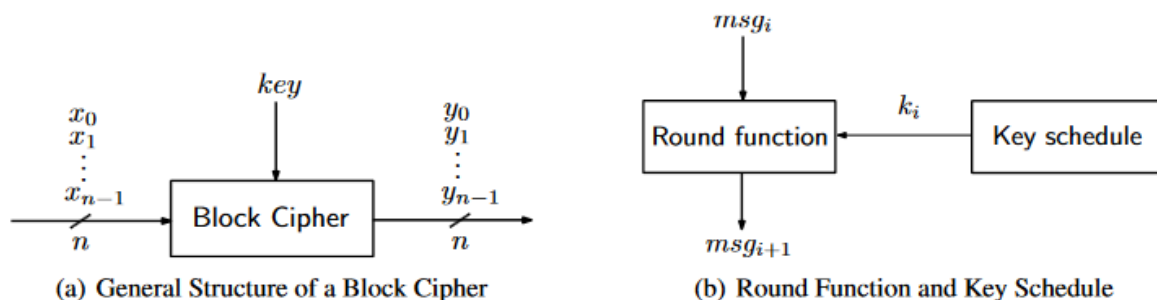 key
x₀
x₁
⋮
xₙ₋₁
Block Cipher
n
y₀
y₁
⋮
yₙ₋₁
n
(a) General Structure of a Block Cipher
msgᵢ
Round function
kᵢ
Key schedule
msgᵢ₊₁
(b) Round Function and Key Schedule